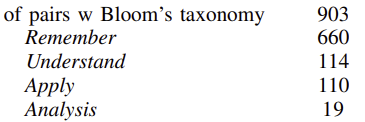 of pairs w Bloom's taxonomy 903
Remember 660
Understand 114
Apply 110
Analysis 19